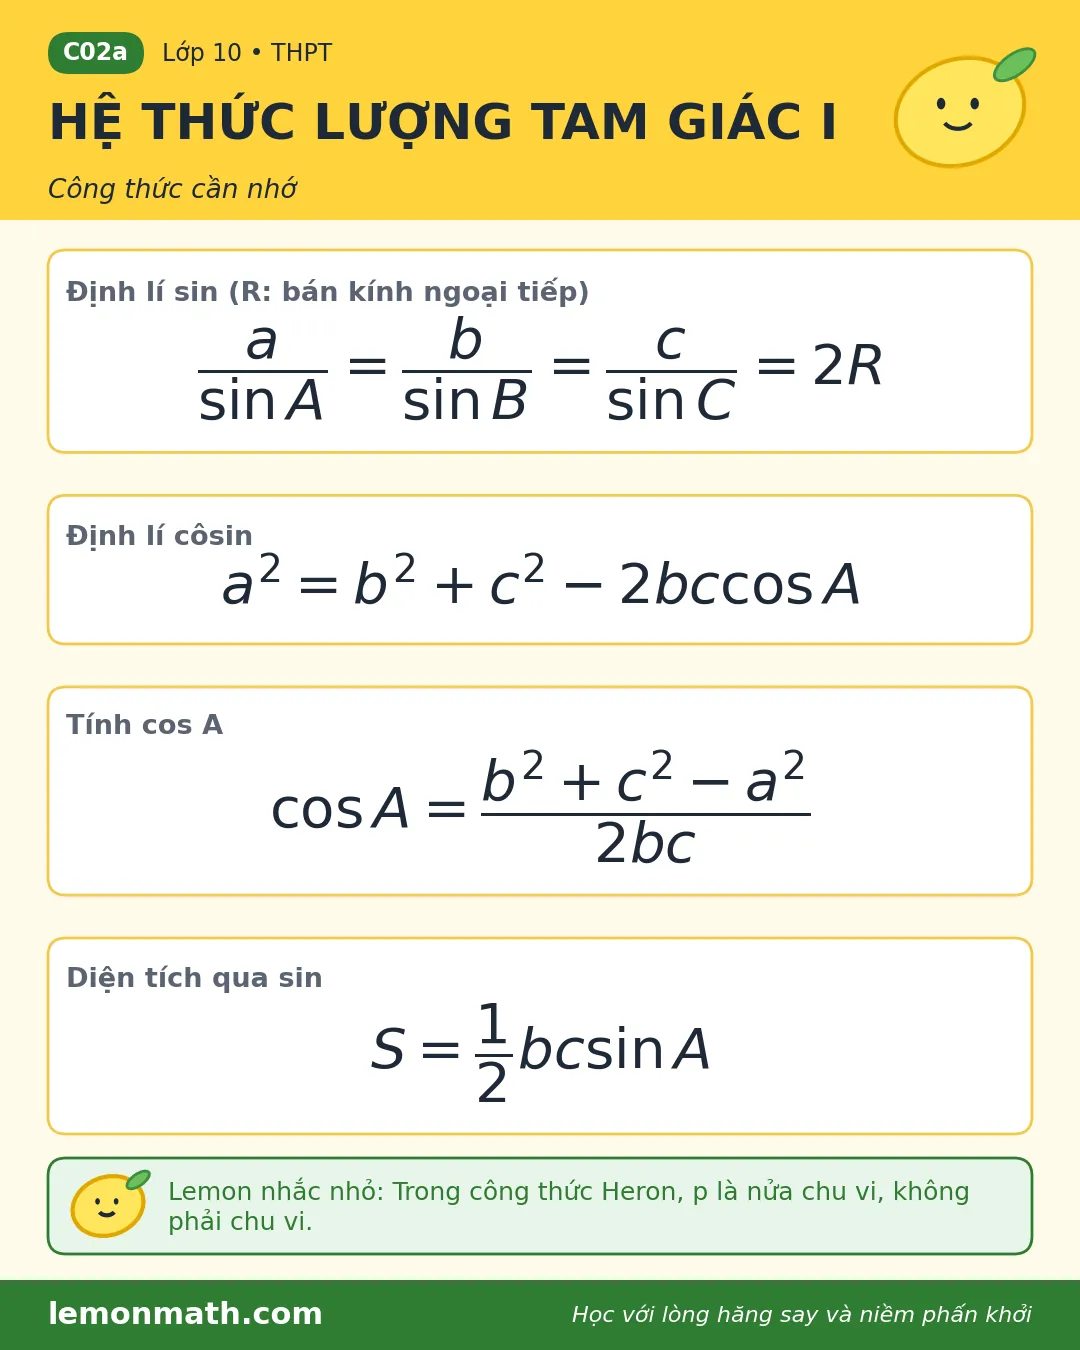 C02a Lớp 10 • THPT
HỆ THỨC LƯỢNG TAM GIÁC I
Công thức cần nhớ
Định lí sin (R: bán kính ngoại tiếp)
a/sin A = b/sin B = c/sin C = 2R
Định lí côsin
a² = b² + c² − 2bc cos A
Tính cos A
cos A = (b² + c² − a²)/2bc
Diện tích qua sin
S = 1/2 bc sin A
Lemon nhắc nhỏ: Trong công thức Heron, p là nửa chu vi, không
phải chu vi.
lemonmath.com
Học với lòng hăng say và niềm phấn khởi